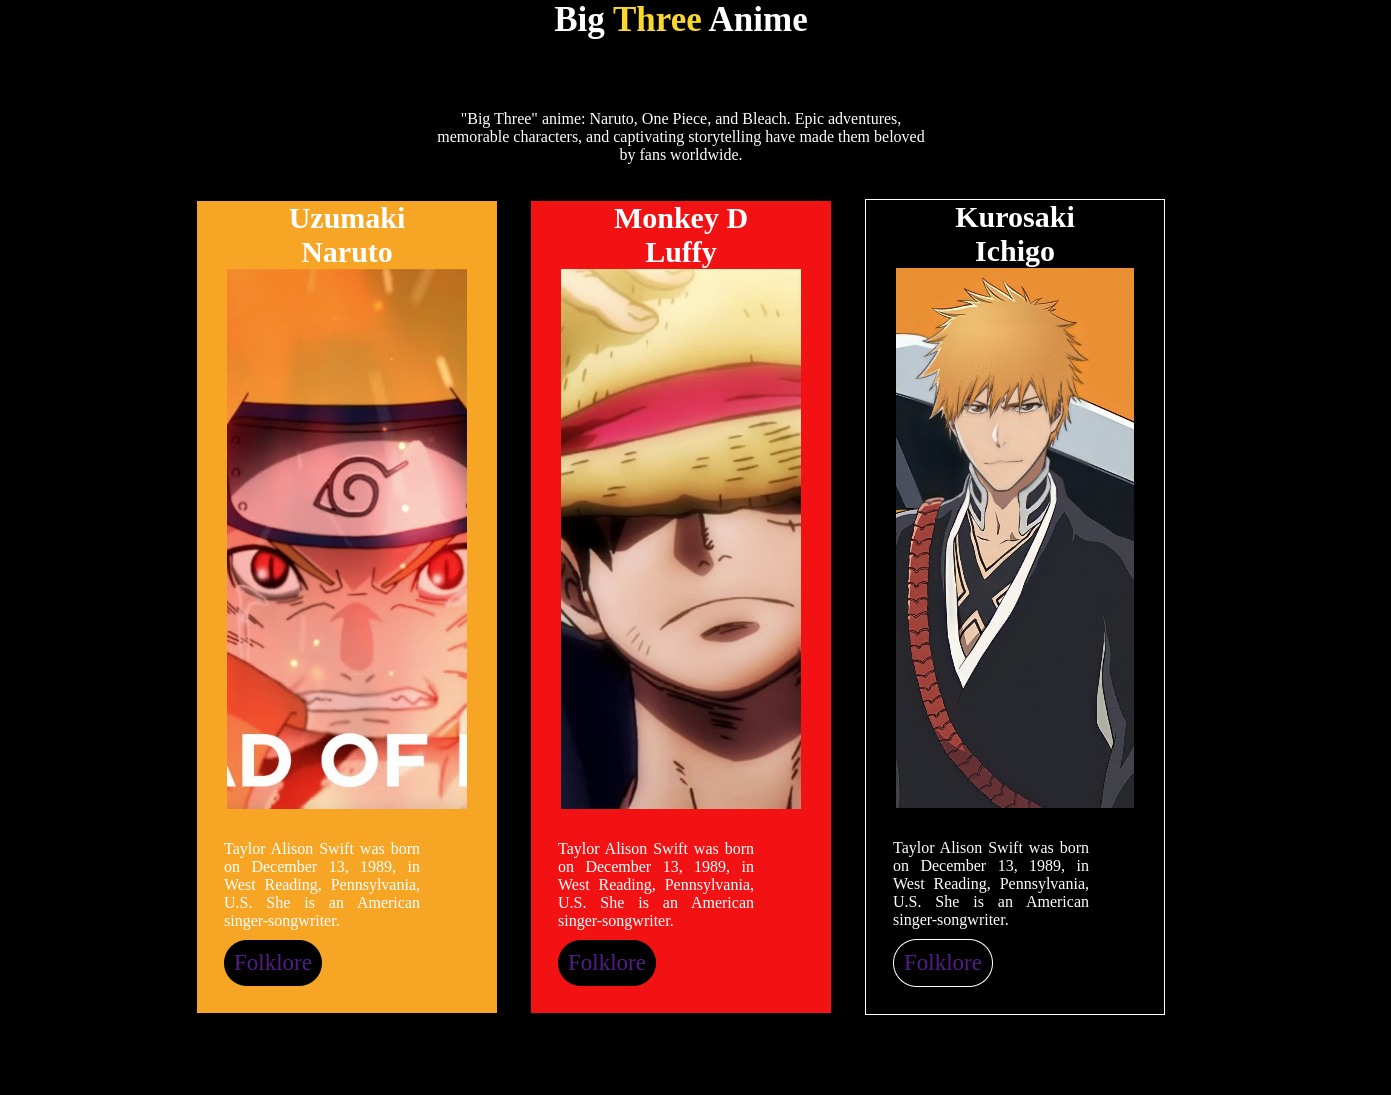 Big Three Anime
"Big Three" anime: Naruto, One Piece, and Bleach. Epic adventures,
memorable characters, and captivating storytelling have made them beloved
by fans worldwide.
Uzumaki
Naruto
AD OF
Taylor Alison Swift was born
on December 13, 1989, in
West Reading, Pennsylvania,
U.S. She is an American
singer-songwriter.
Folklore
Monkey D
Luffy
Taylor Alison Swift was born
on December 13, 1989, in
West Reading, Pennsylvania,
U.S. She is an American
singer-songwriter.
Folklore
Kurosaki
Ichigo
Taylor Alison Swift was born
on December 13, 1989, in
West Reading, Pennsylvania,
U.S. She is an American
singer-songwriter.
Folklore